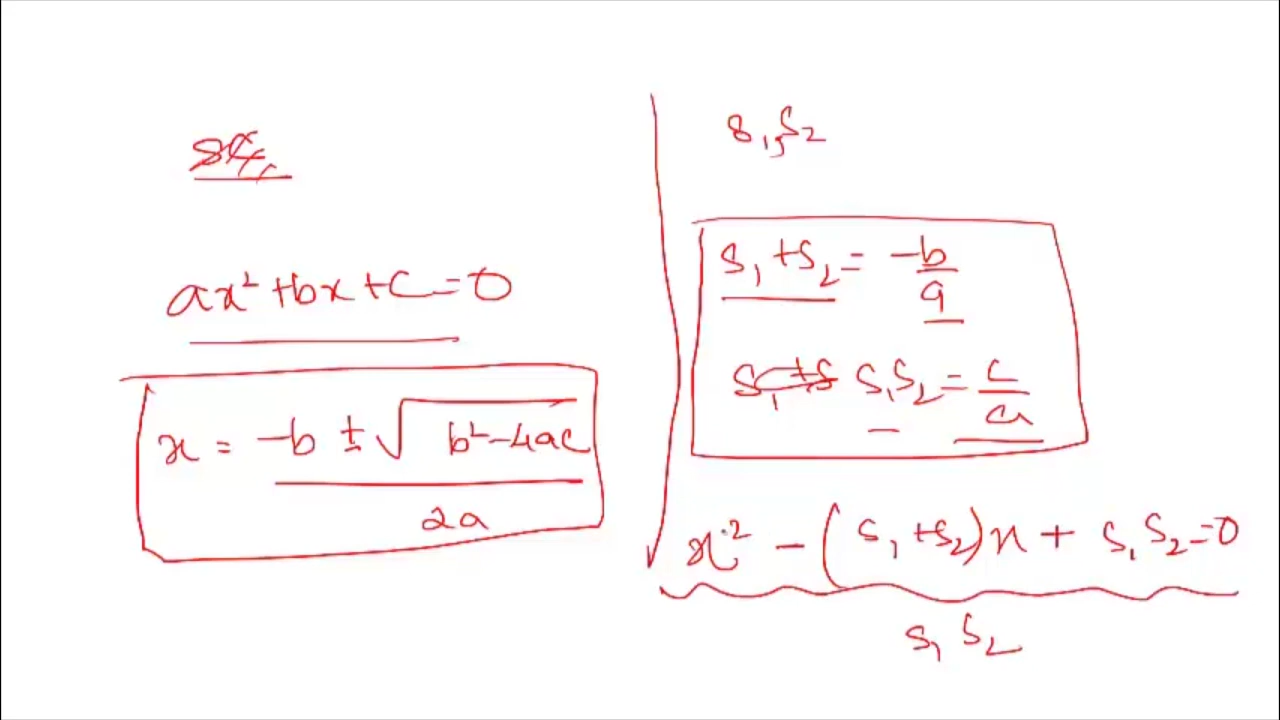 ax² + bx + c = 0
x = -b ± √b² - 4ac
2a
s₁, s₂
s₁ + s₂ = -b
a
s₁s₂ = c
a
x² - (s₁ + s₂)x + s₁s₂ = 0
s₁ s₂